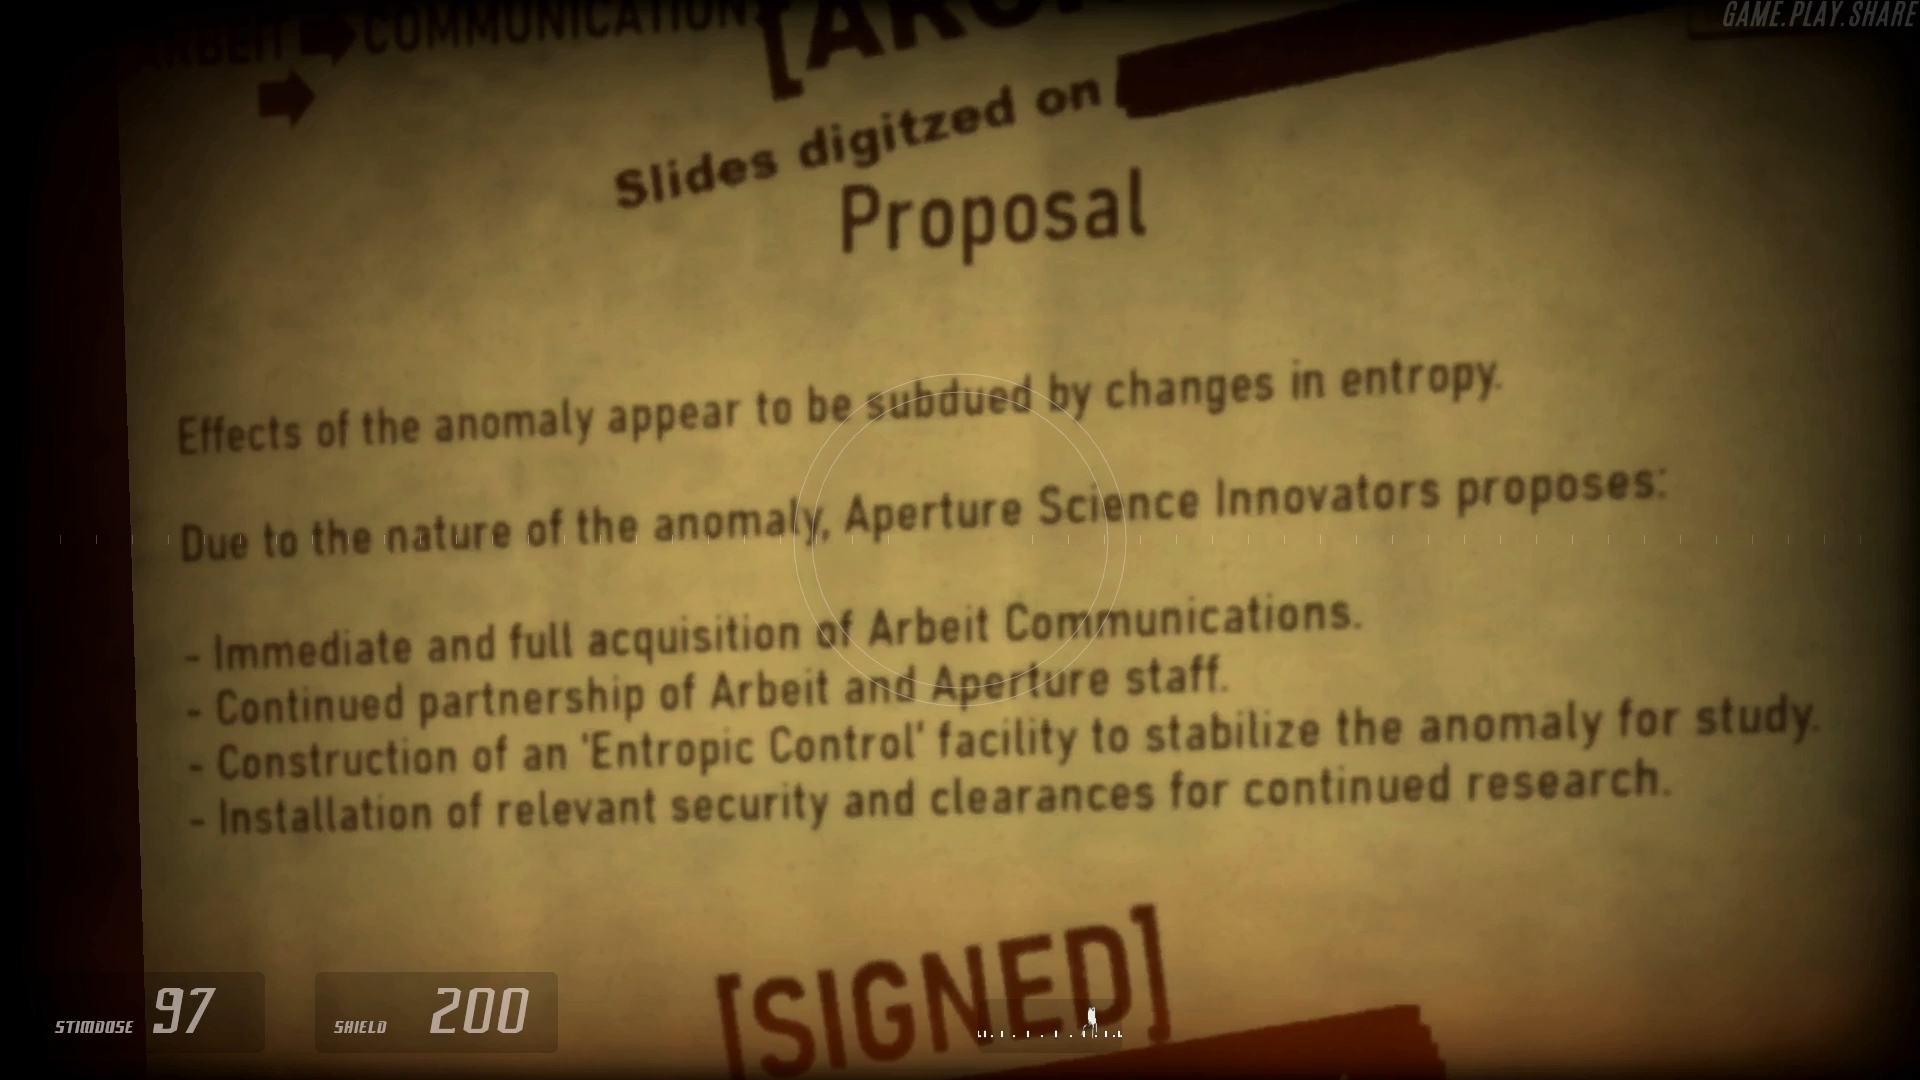 ARBEIT COMMUNICATIONS
GAME.PLAY.SHARE
Slides digitzed on
Proposal
Effects of the anomaly appear to be subdued by changes in entropy.
Due to the nature of the anomaly, Aperture Science Innovators proposes:
- Immediate and full acquisition of Arbeit Communications.
- Continued partnership of Arbeit and Aperture staff.
- Construction of an 'Entropic Control' facility to stabilize the anomaly for study.
- Installation of relevant security and clearances for continued research.
[SIGNED]
STIMDOSE 97 SHIELD 200